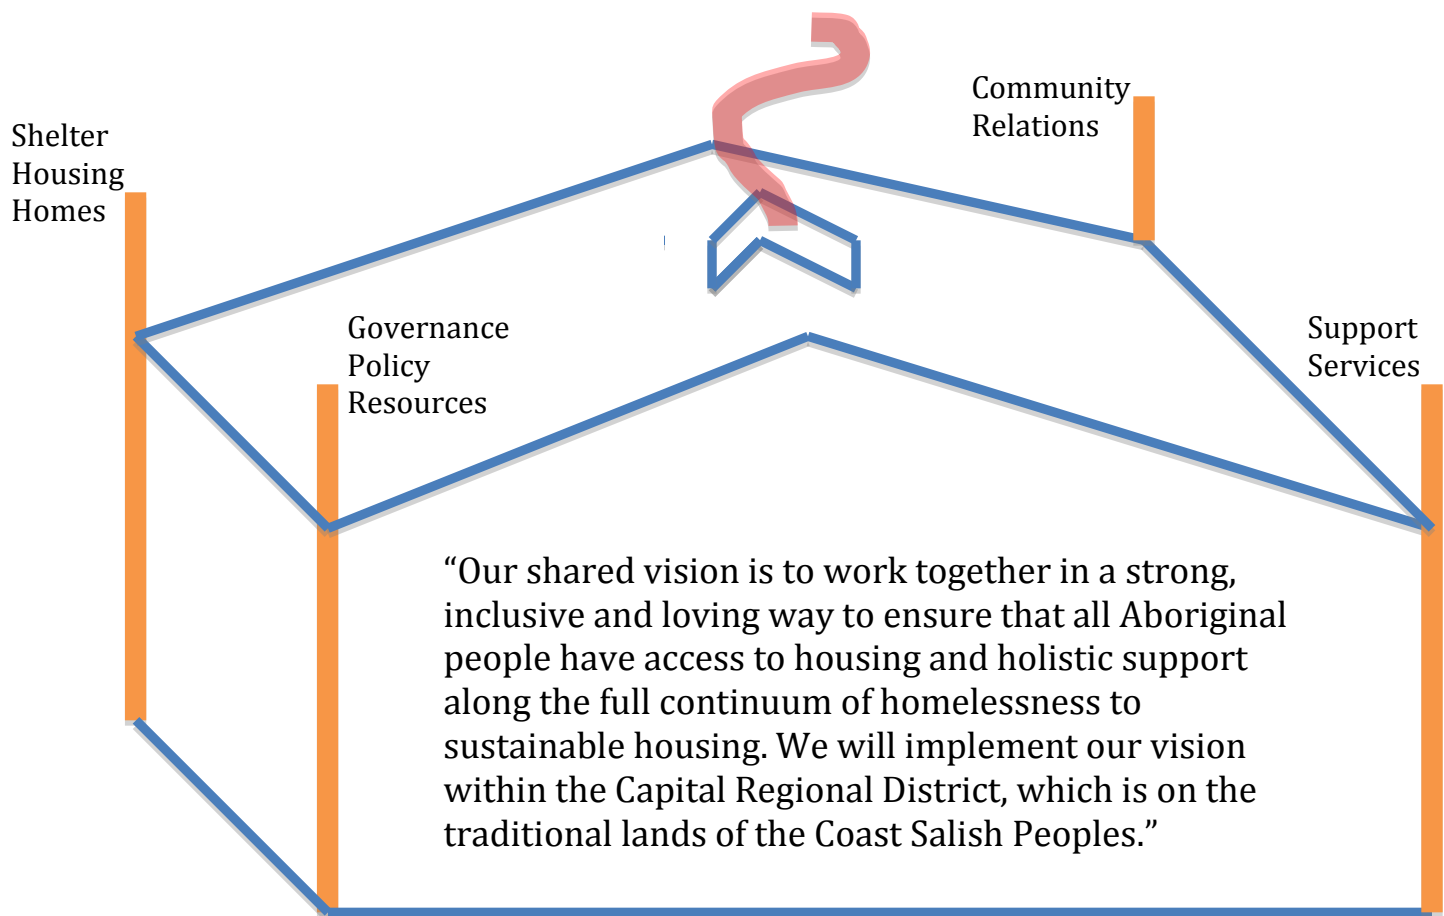 Community
Relations
Shelter
Housing
Homes
Governance
Policy
Resources
Support
Services
“Our shared vision is to work together in a strong,
inclusive and loving way to ensure that all Aboriginal
people have access to housing and holistic support
along the full continuum of homelessness to
sustainable housing. We will implement our vision
within the Capital Regional District, which is on the
traditional lands of the Coast Salish Peoples.”